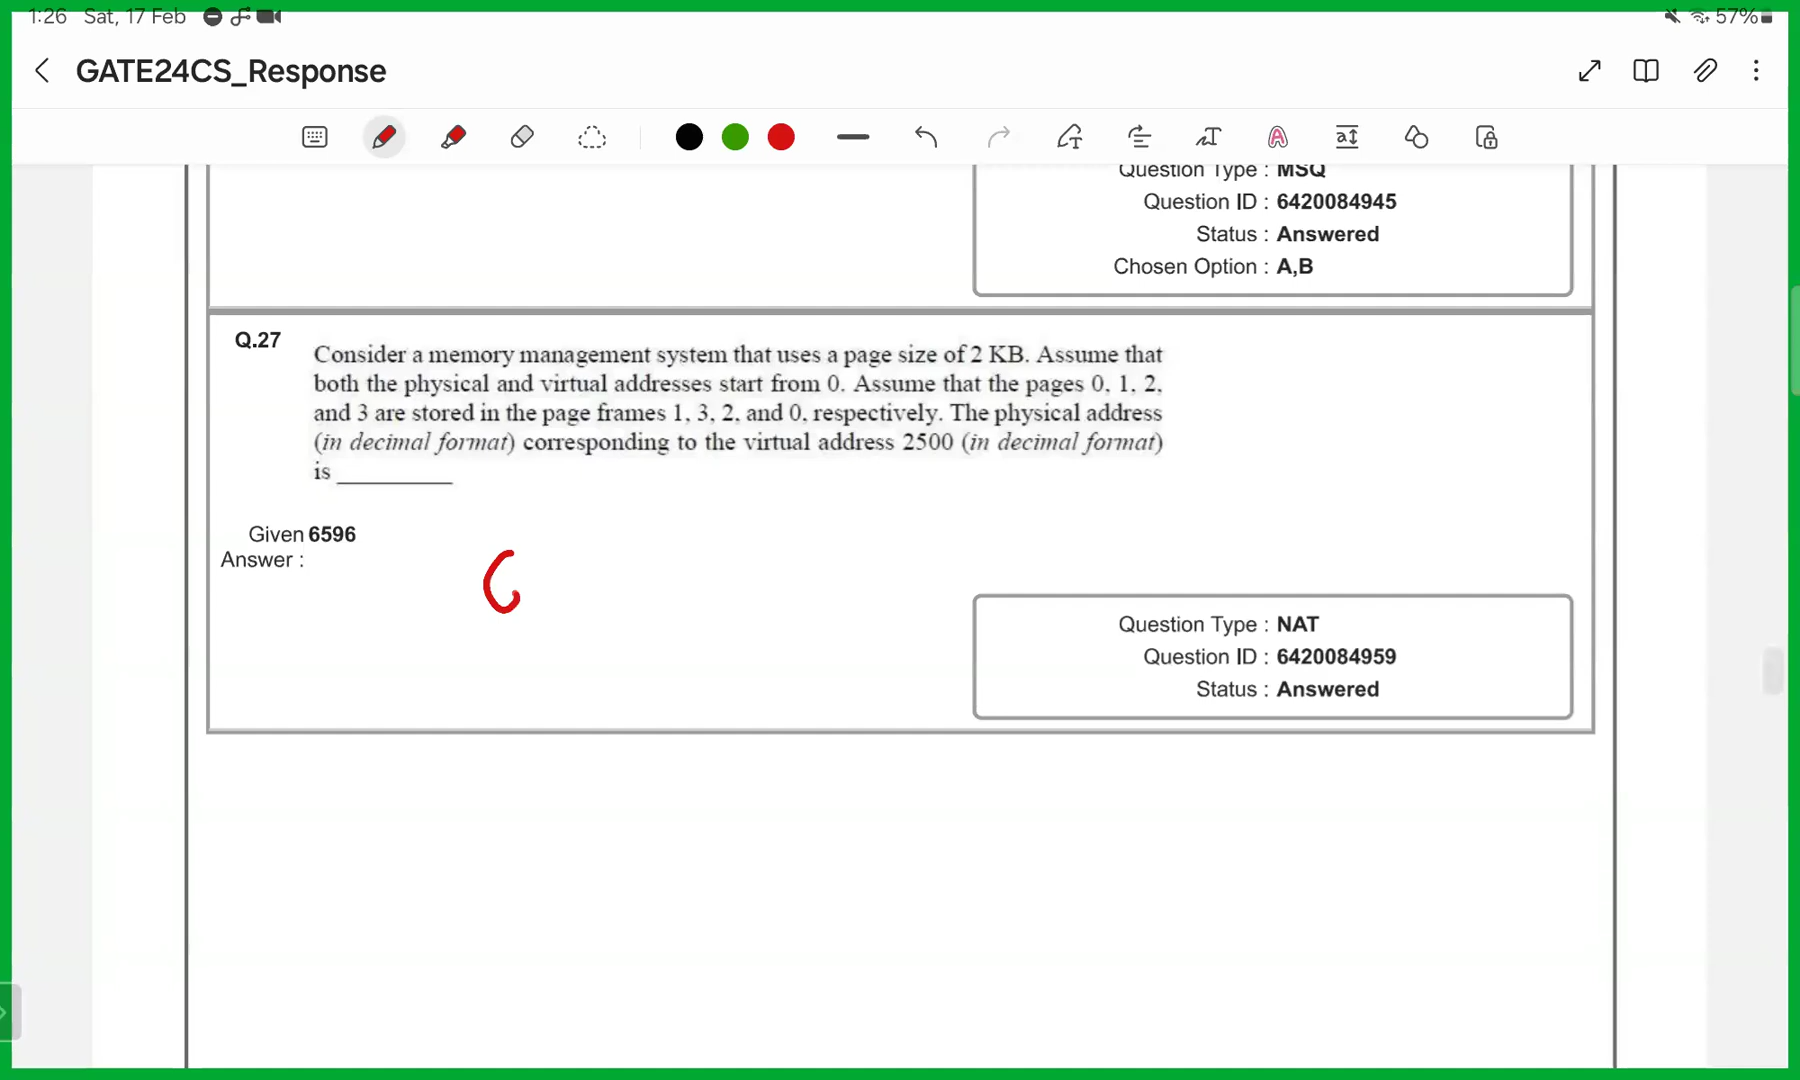 1:26 Sat, 17 Feb
57%
GATE24CS_Response
Question Type : MSQ
Question ID : 6420084945
Status : Answered
Chosen Option : A,B
Q.27
Consider a memory management system that uses a page size of 2 KB. Assume that
both the physical and virtual addresses start from 0. Assume that the pages 0, 1, 2,
and 3 are stored in the page frames 1, 3, 2, and 0, respectively. The physical address
(in decimal format) corresponding to the virtual address 2500 (in decimal format)
is __________
Given 6596
Answer :
Question Type : NAT
Question ID : 6420084959
Status : Answered